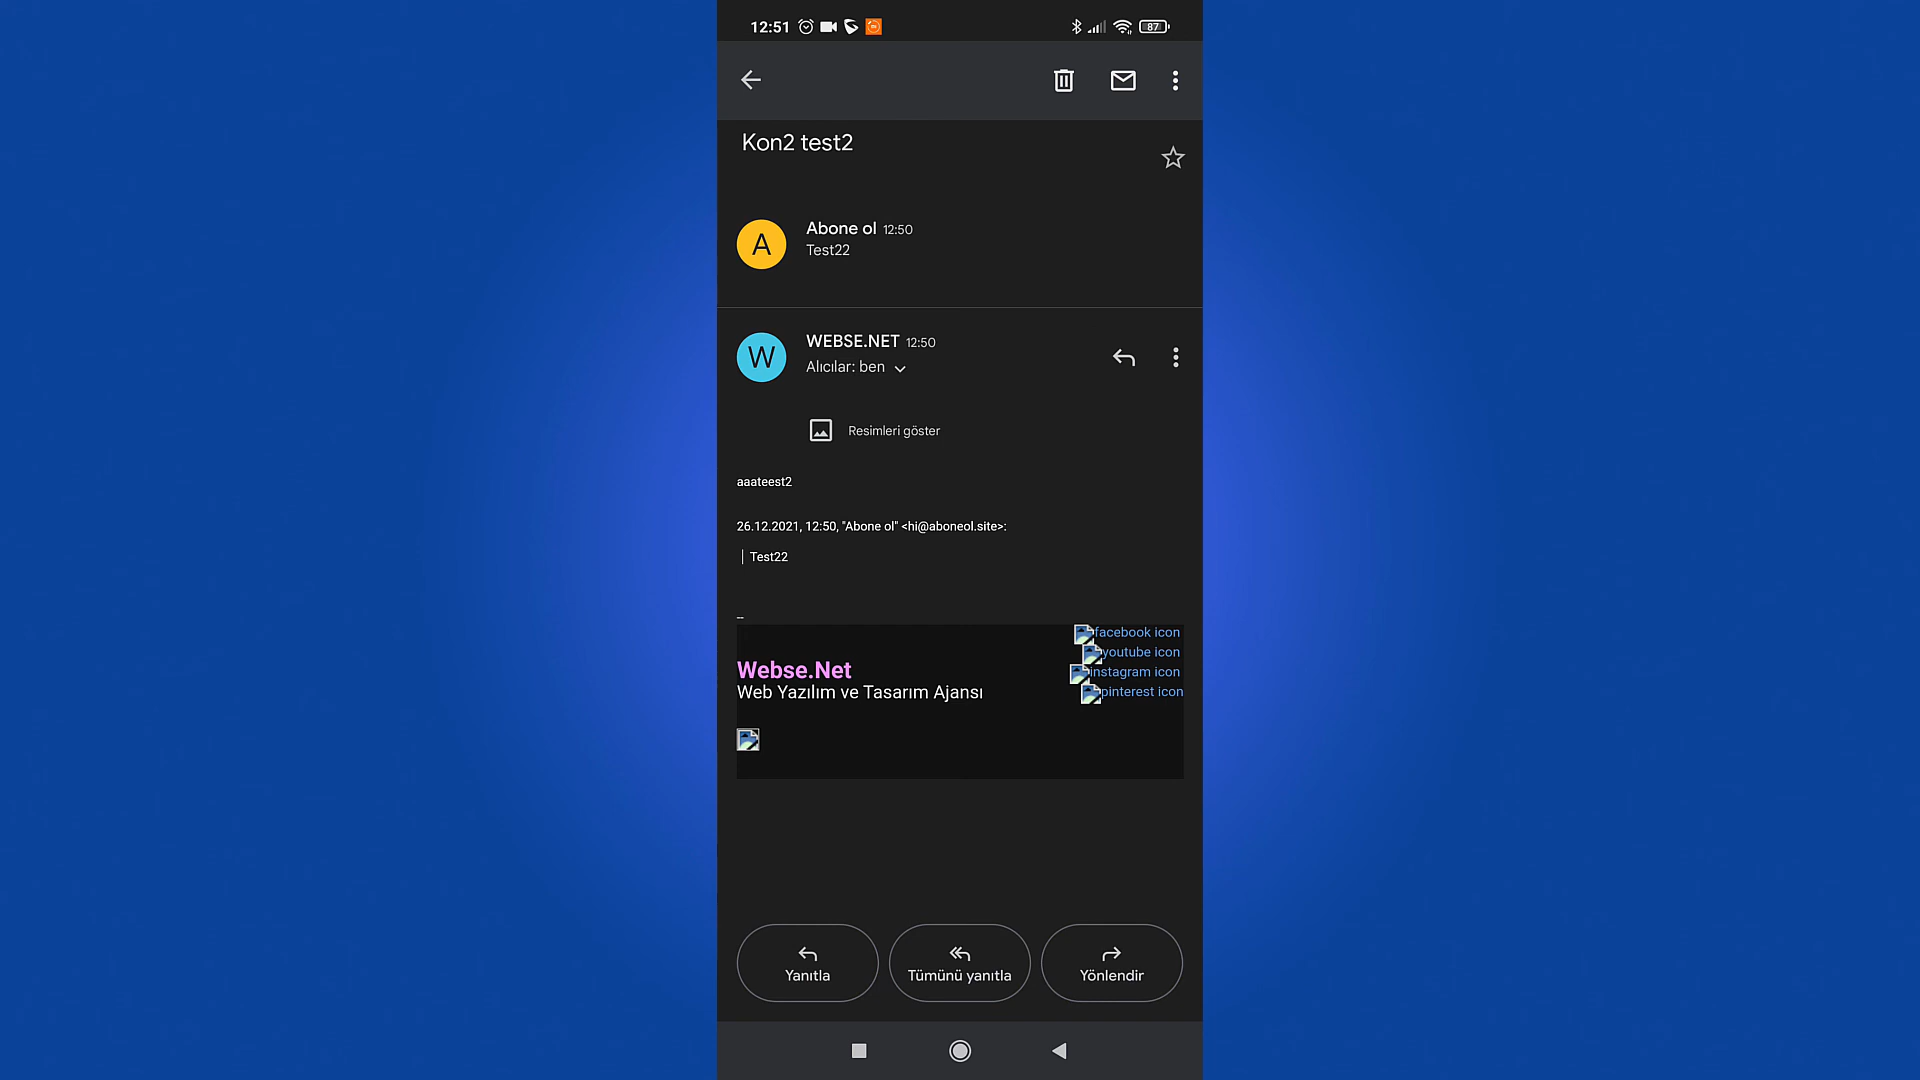 12:51
87
Kon2 test2
A
Abone ol 12:50
Test22
W
WEBSE.NET 12:50
Alıcılar: ben
Resimleri göster
aaateest2
26.12.2021, 12:50, "Abone ol" <hi@aboneol.site>:
Test22
--
facebook icon
youtube icon
instagram icon
pinterest icon
Webse.Net
Web Yazılım ve Tasarım Ajansı
Yanıtla
Tümünü yanıtla
Yönlendir